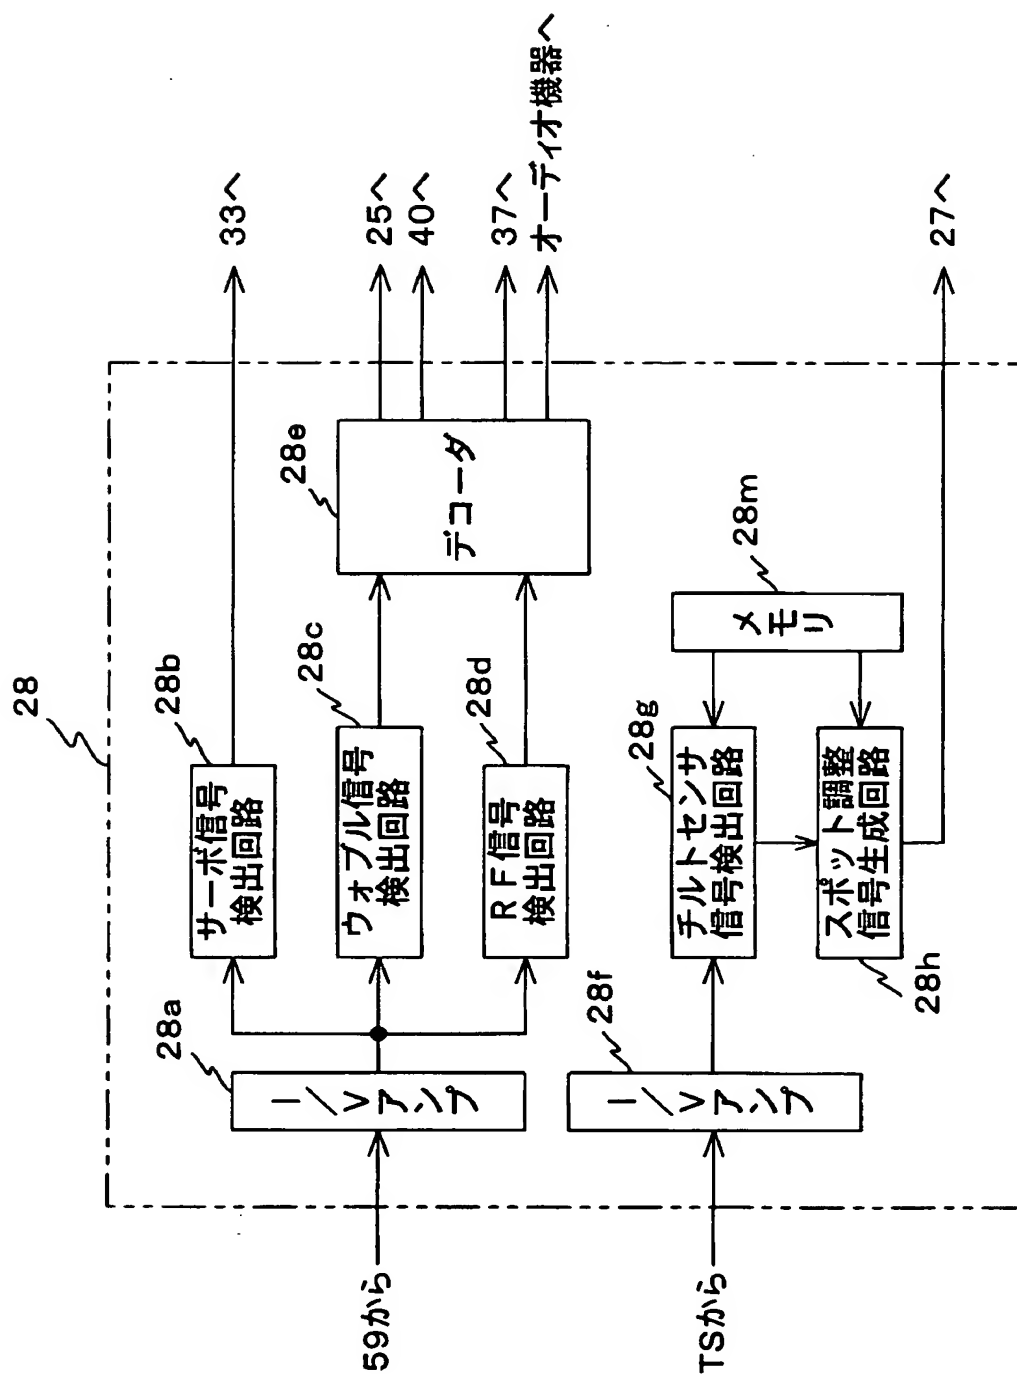 28
59から
28a
I/Vアンプ
28b
サーボ信号
検出回路
33へ
28c
ウォブル信号
検出回路
28d
RF信号
検出回路
28e
デコーダ
25へ
40へ
37へ
オーディオ機器へ
TSから
28f
I/Vアンプ
28g
チルトセンサ
信号検出回路
28m
メモリ
28h
スポット調整
信号生成回路
27へ